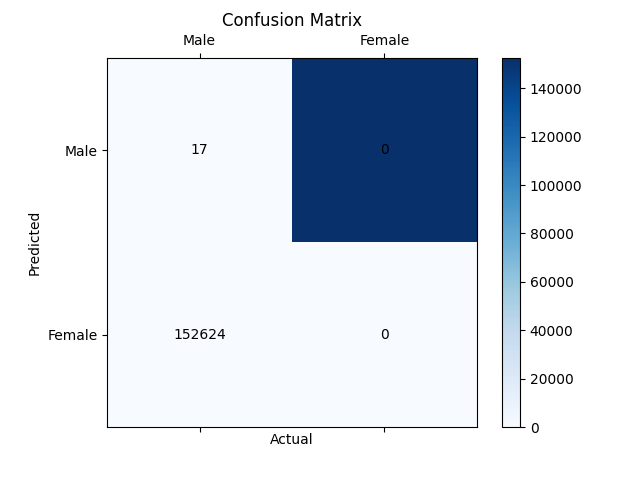 Confusion Matrix
Male Female
140000
120000
100000
80000
60000
40000
20000
0
Predicted
Male 17 0
Female 152624 0
Actual